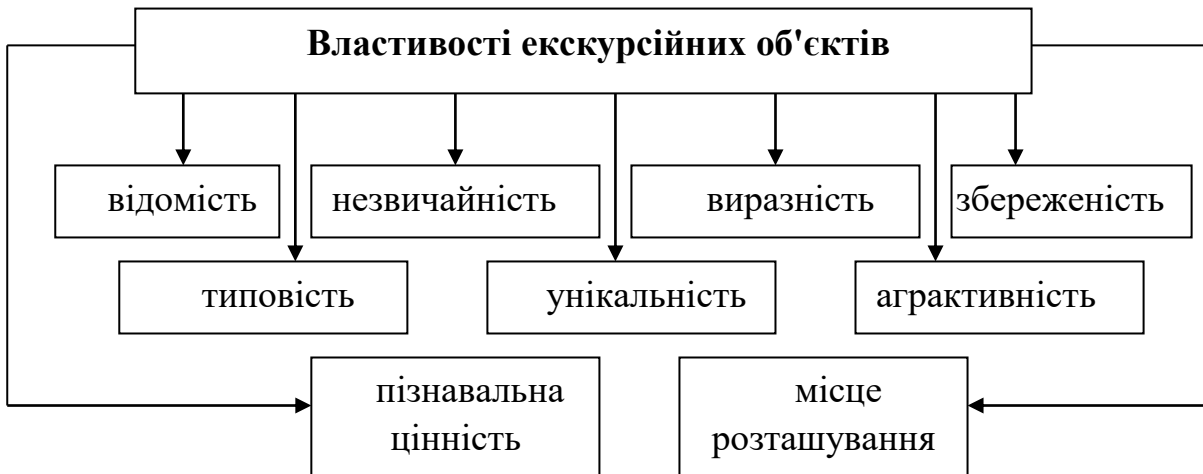 Властивості екскурсійних об'єктів
відомість
незвичайність
виразність
збереженість
типовість
унікальність
аграктивність
пізнавальна
цінність
місце
розташування